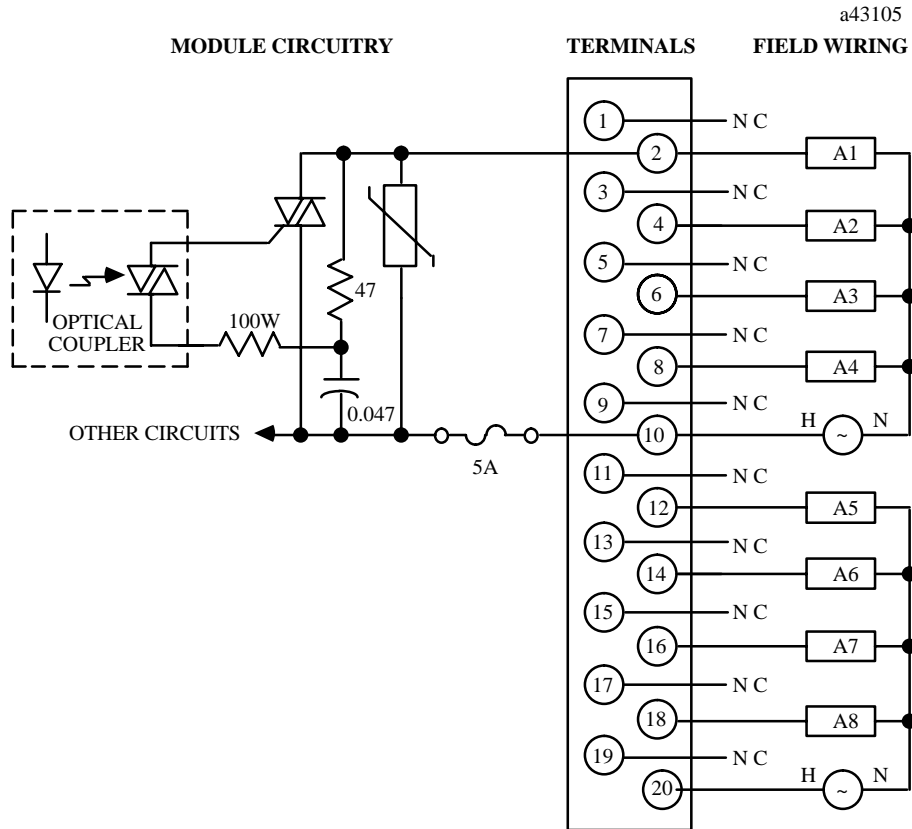 a43105
MODULE CIRCUITRY TERMINALS FIELD WIRING
1 N C
2 A1
3 N C
4 A2
5 N C
6 A3
7 N C
8 A4
9 N C
10 H ~ N
11 N C
12 A5
13 N C
14 A6
15 N C
16 A7
17 N C
18 A8
19 N C
20 H ~ N
OPTICAL
COUPLER
100W
47
0.047
OTHER CIRCUITS
5A